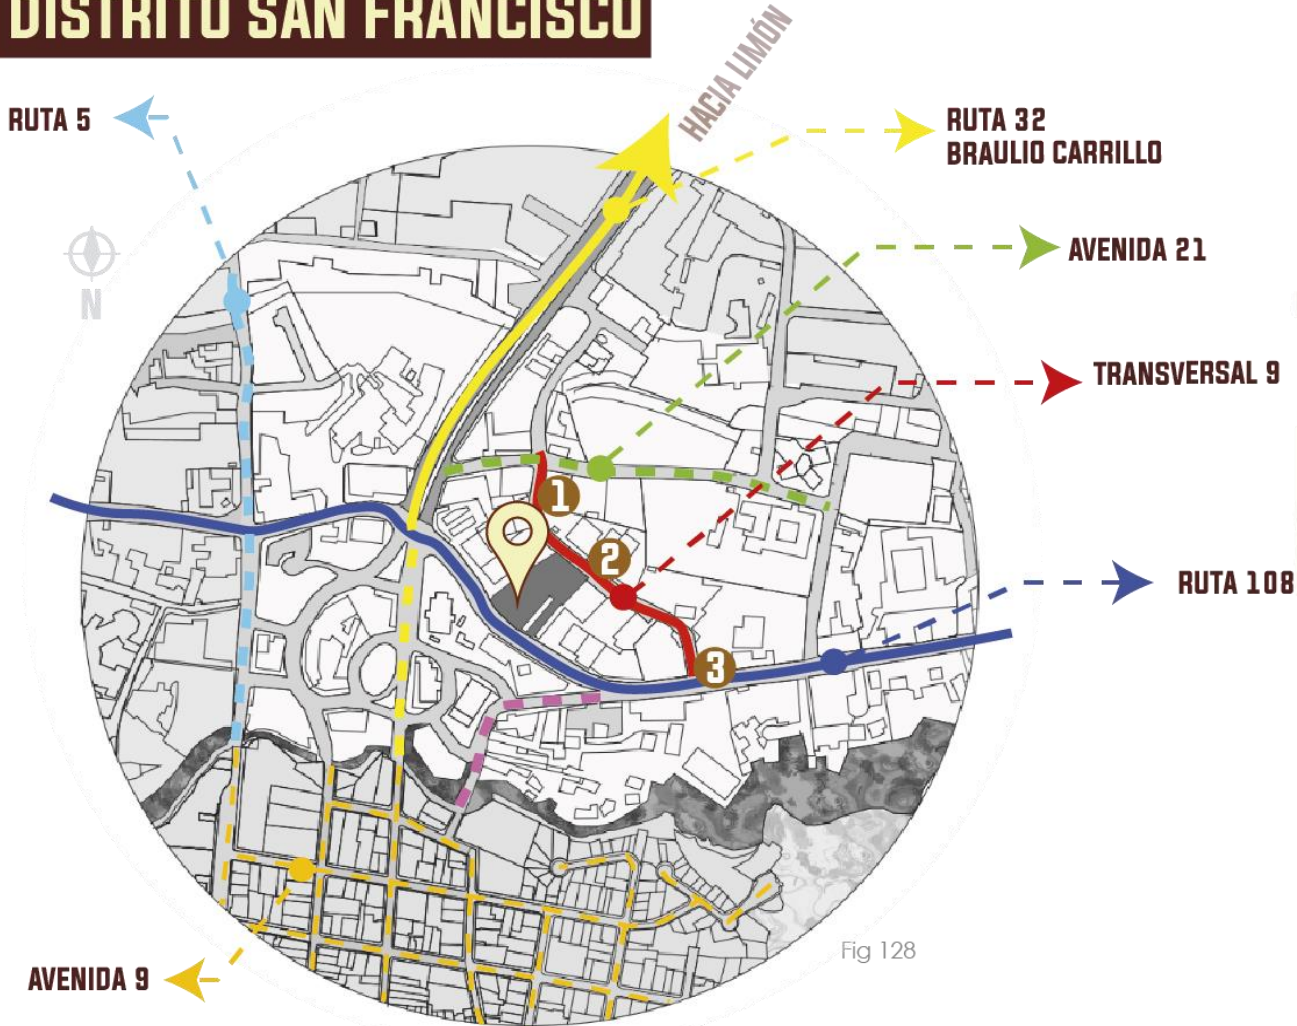 DISTRITO SAN FRANCISCO
HACIA LIMÓN
RUTA 5
RUTA 32
BRAULIO CARRILLO
AVENIDA 21
N
TRANSVERSAL 9
1
2
RUTA 108
3
Fig 128
AVENIDA 9